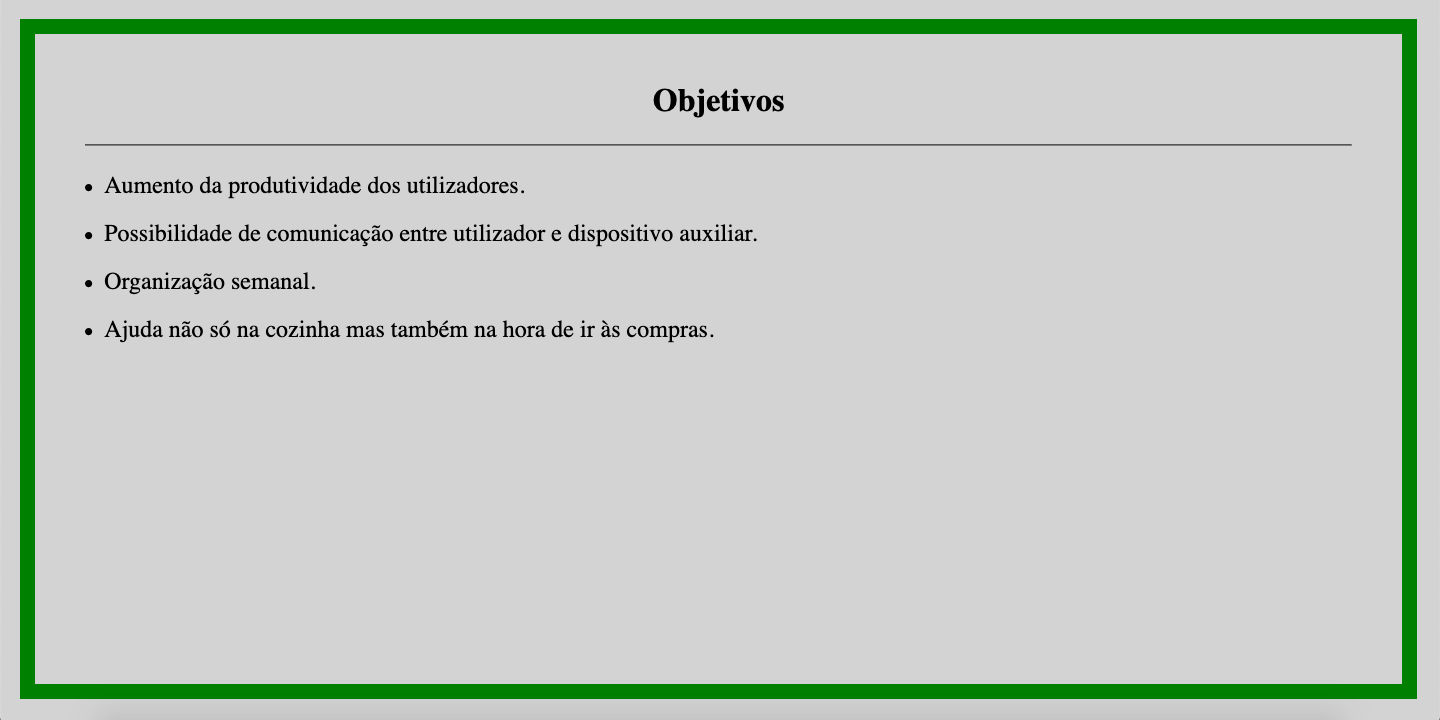 Objetivos
• Aumento da produtividade dos utilizadores.
• Possibilidade de comunicação entre utilizador e dispositivo auxiliar.
• Organização semanal.
• Ajuda não só na cozinha mas também na hora de ir às compras.